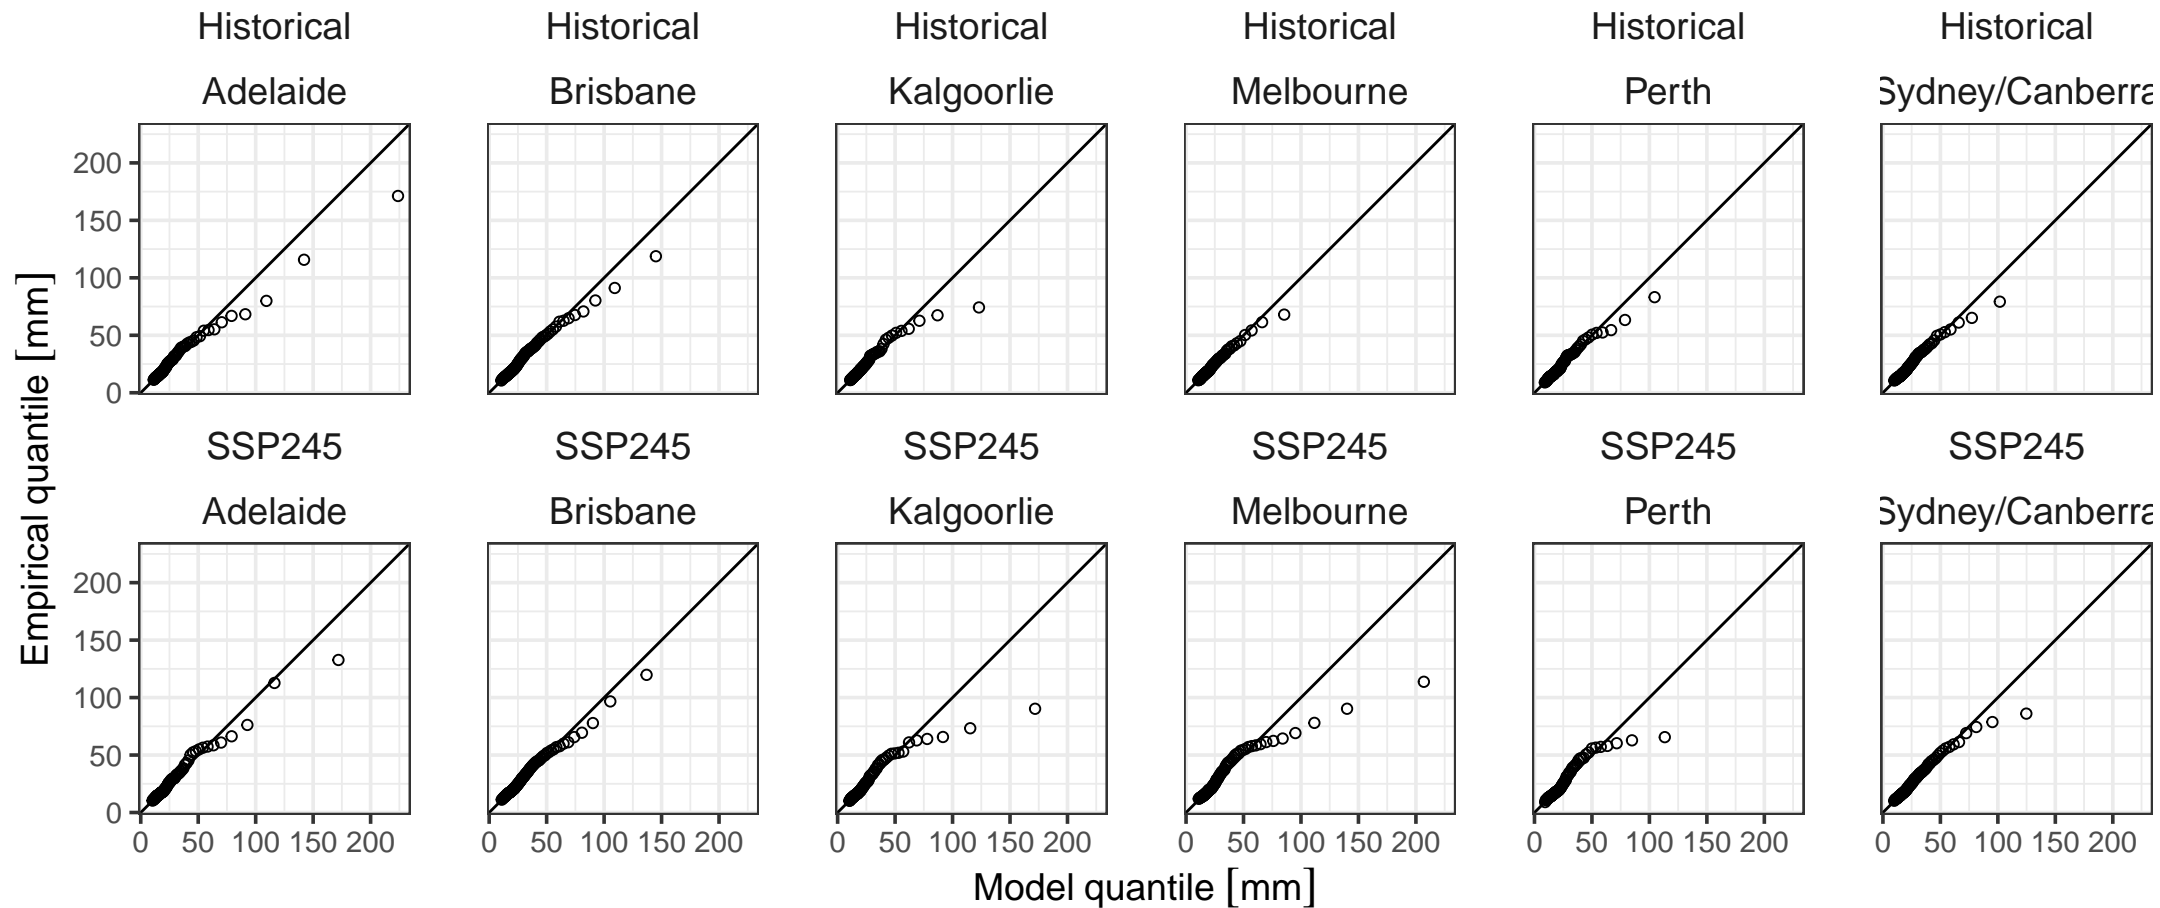 Historical Historical Historical Historical Historical Historical
Adelaide Brisbane Kalgoorlie Melbourne Perth Sydney/Canberra
200
150
100
50
0
SSP245 SSP245 SSP245 SSP245 SSP245 SSP245
Adelaide Brisbane Kalgoorlie Melbourne Perth Sydney/Canberra
200
150
100
50
0
0 50 100 150 200 0 50 100 150 200 0 50 100 150 200 0 50 100 150 200 0 50 100 150 200 0 50 100 150 200
Model quantile [mm]
Empirical quantile [mm]